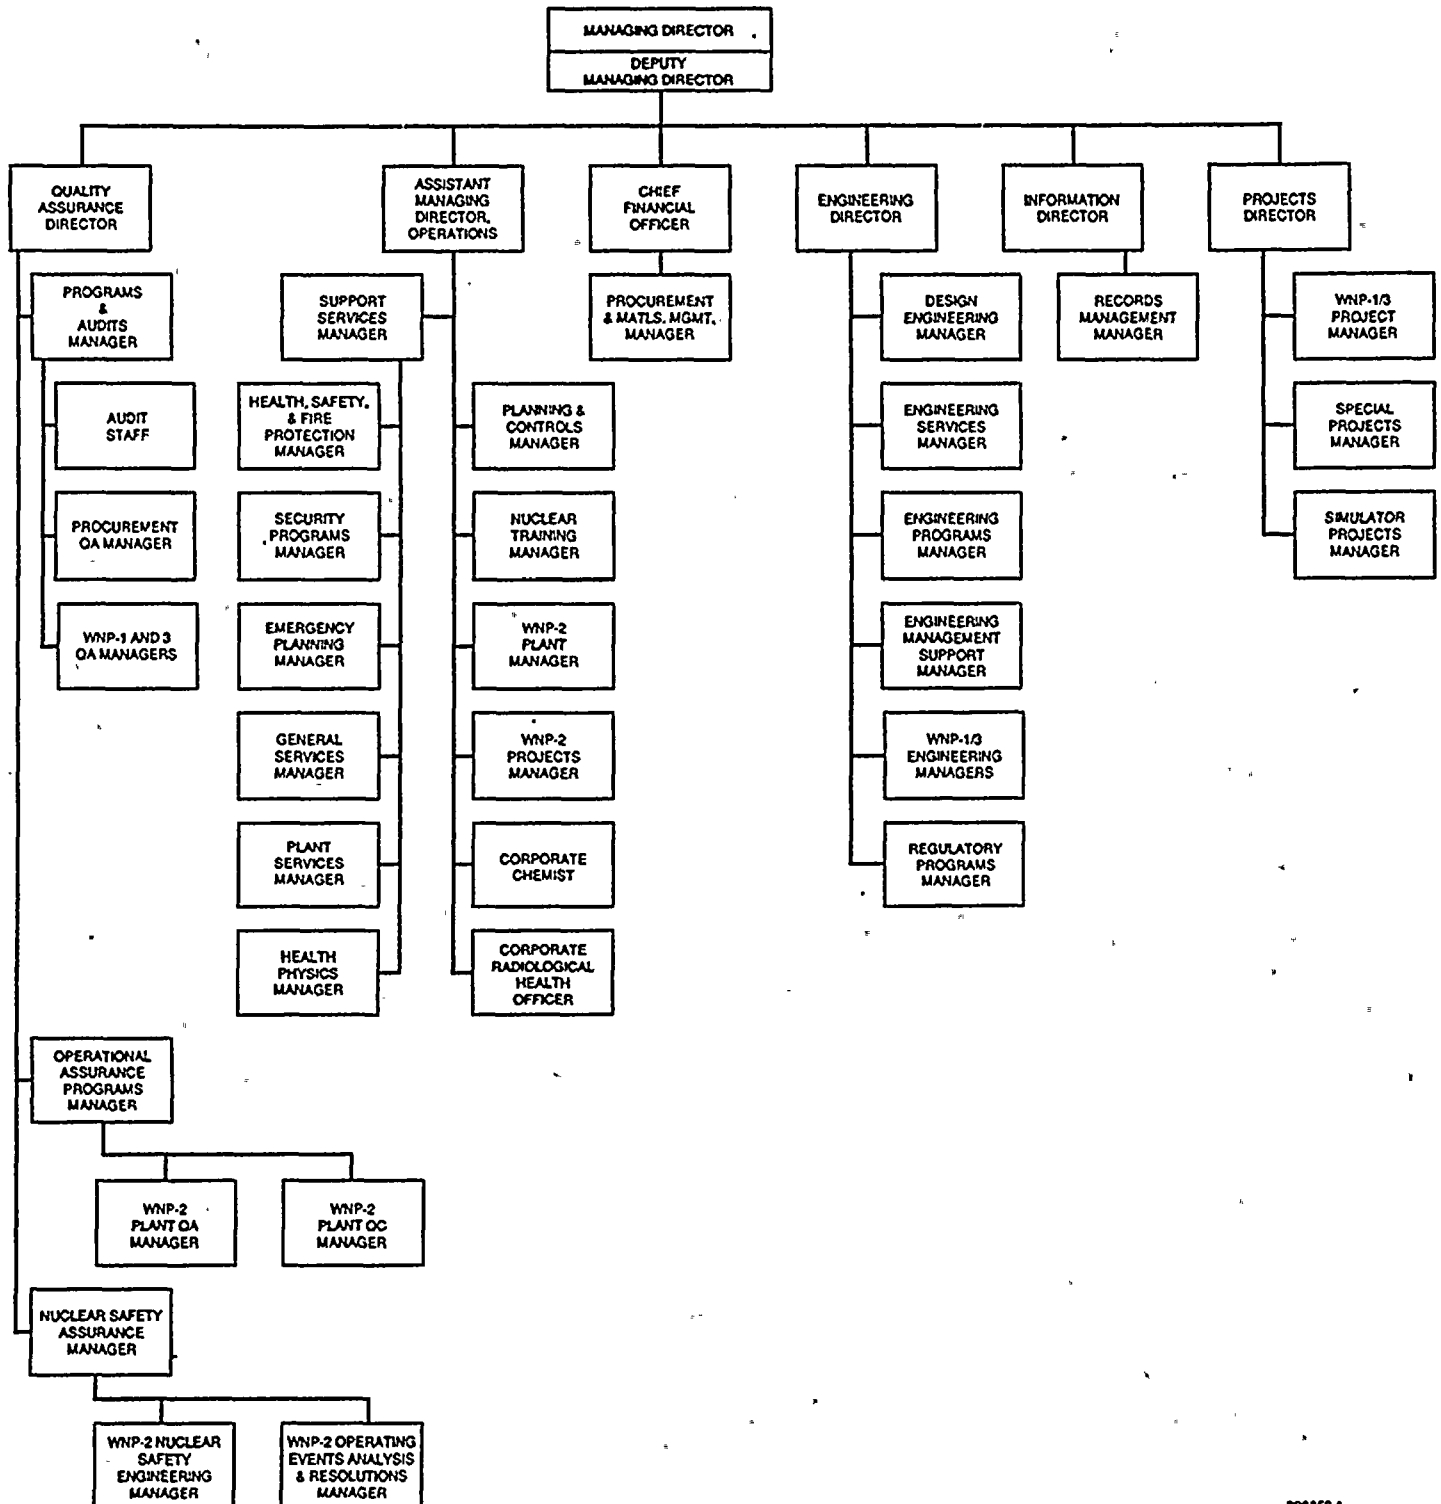 MANAGING DIRECTOR
DEPUTY
MANAGING DIRECTOR
QUALITY
ASSURANCE
DIRECTOR
ASSISTANT
MANAGING
DIRECTOR,
OPERATIONS
CHIEF
FINANCIAL
OFFICER
ENGINEERING
DIRECTOR
INFORMATION
DIRECTOR
PROJECTS
DIRECTOR
PROGRAMS
&
AUDITS
MANAGER
SUPPORT
SERVICES
MANAGER
PROCUREMENT
& MATLS. MGMT.
MANAGER
DESIGN
ENGINEERING
MANAGER
RECORDS
MANAGEMENT
MANAGER
WNP-1/3
PROJECT
MANAGER
AUDIT
STAFF
HEALTH, SAFETY,
& FIRE
PROTECTION
MANAGER
PLANNING &
CONTROLS
MANAGER
ENGINEERING
SERVICES
MANAGER
SPECIAL
PROJECTS
MANAGER
PROCUREMENT
QA MANAGER
SECURITY
PROGRAMS
MANAGER
NUCLEAR
TRAINING
MANAGER
ENGINEERING
PROGRAMS
MANAGER
SIMULATOR
PROJECTS
MANAGER
WNP-1 AND 3
QA MANAGERS
EMERGENCY
PLANNING
MANAGER
WNP-2
PLANT
MANAGER
ENGINEERING
MANAGEMENT
SUPPORT
MANAGER
GENERAL
SERVICES
MANAGER
WNP-2
PROJECTS
MANAGER
WNP-1/3
ENGINEERING
MANAGERS
PLANT
SERVICES
MANAGER
CORPORATE
CHEMIST
REGULATORY
PROGRAMS
MANAGER
HEALTH
PHYSICS
MANAGER
CORPORATE
RADIOLOGICAL
HEALTH
OFFICER
OPERATIONAL
ASSURANCE
PROGRAMS
MANAGER
WNP-2
PLANT QA
MANAGER
WNP-2
PLANT QC
MANAGER
NUCLEAR SAFETY
ASSURANCE
MANAGER
WNP-2 NUCLEAR
SAFETY
ENGINEERING
MANAGER
WNP-2 OPERATING
EVENTS ANALYSIS
& RESOLUTIONS
MANAGER